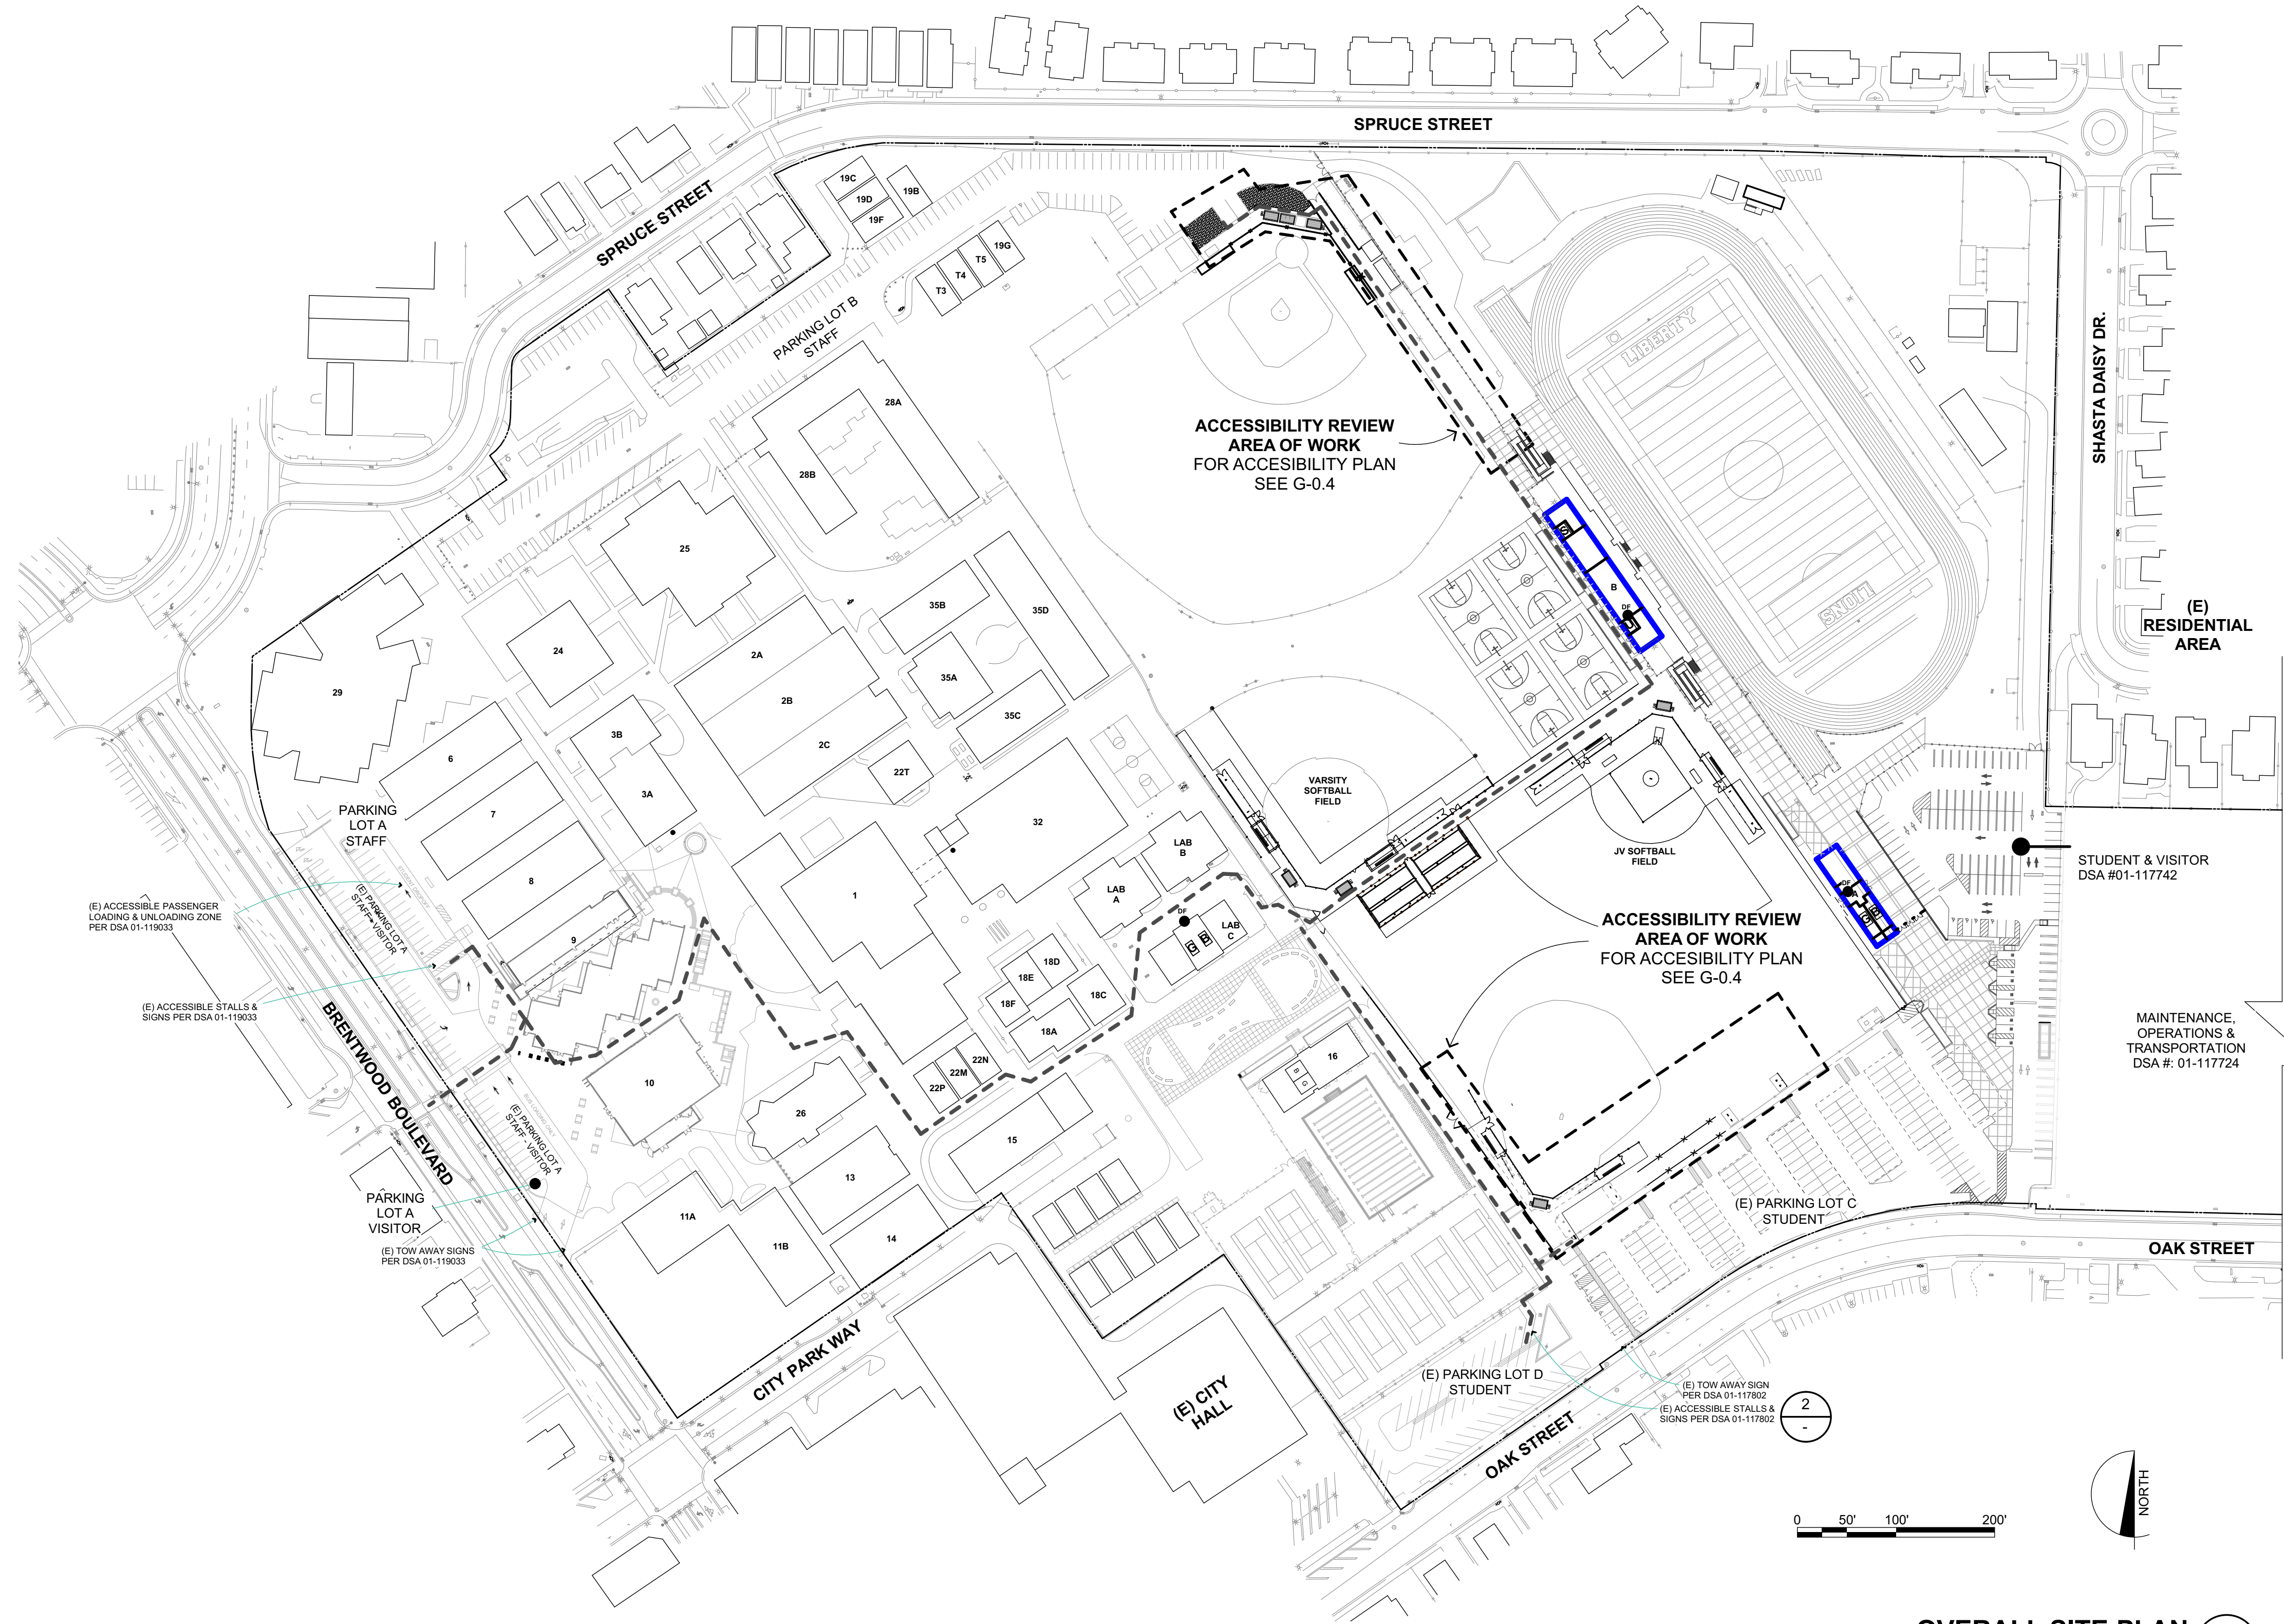 SPRUCE STREET
SPRUCE STREET
19C
19D
19F
19B
19G
T5
T4
T3
PARKING LOT B
STAFF
28A
28B
LIBERTY
LIONS
SHASTA DAISY DR.
ACCESSIBILITY REVIEW
AREA OF WORK
FOR ACCESIBILITY PLAN
SEE G-0.4
S
B
DF
U
(E)
RESIDENTIAL
AREA
25
24
29
35B
35D
35A
35C
2A
2B
2C
22T
3B
3A
6
7
8
9
32
1
PARKING
LOT A
STAFF
(E) PARKING LOT A
STAFF - VISITOR
(E) ACCESSIBLE PASSENGER
LOADING & UNLOADING ZONE
PER DSA 01-119033
(E) ACCESSIBLE STALLS &
SIGNS PER DSA 01-119033
BRENTWOOD BOULEVARD
VARSITY
SOFTBALL
FIELD
JV SOFTBALL
FIELD
LAB
B
LAB
A
DF
LAB
C
G
B
DF
A
G
B
STUDENT & VISITOR
DSA #01-117742
ACCESSIBILITY REVIEW
AREA OF WORK
FOR ACCESIBILITY PLAN
SEE G-0.4
MAINTENANCE,
OPERATIONS &
TRANSPORTATION
DSA #: 01-117724
18D
18E
18F
18C
18A
22N
22M
22P
16
B
G
10
26
15
13
14
11A
11B
BUS LOADING ONLY
(E) PARKING LOT A
STAFF - VISITOR
PARKING
LOT A
VISITOR
(E) TOW AWAY SIGNS
PER DSA 01-119033
CITY PARK WAY
(E) CITY
HALL
(E) PARKING LOT C
STUDENT
OAK STREET
(E) PARKING LOT D
STUDENT
(E) TOW AWAY SIGN
PER DSA 01-117802
(E) ACCESSIBLE STALLS &
SIGNS PER DSA 01-117802
2
-
OAK STREET
0 50' 100' 200'
NORTH
OVERALL SITE PLAN